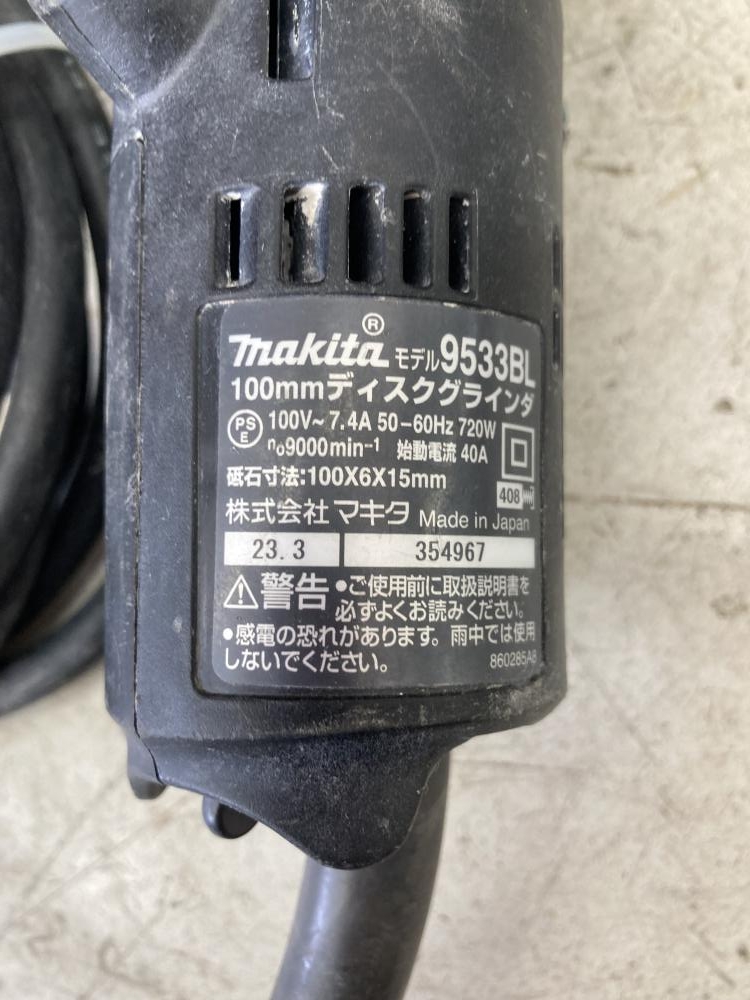 makita® モデル9533BL
100mmディスクグラインダ
PSE 100V~7.4A 50-60Hz 720W
n₀9000min⁻¹ 始動電流 40A
砥石寸法:100X6X15mm
408
株式会社 マキタ Made in Japan
23.3 354967
⚠警告 •ご使用前に取扱説明書を
必ずよくお読みください。
•感電の恐れがあります。雨中では使用
しないでください。
860285A8